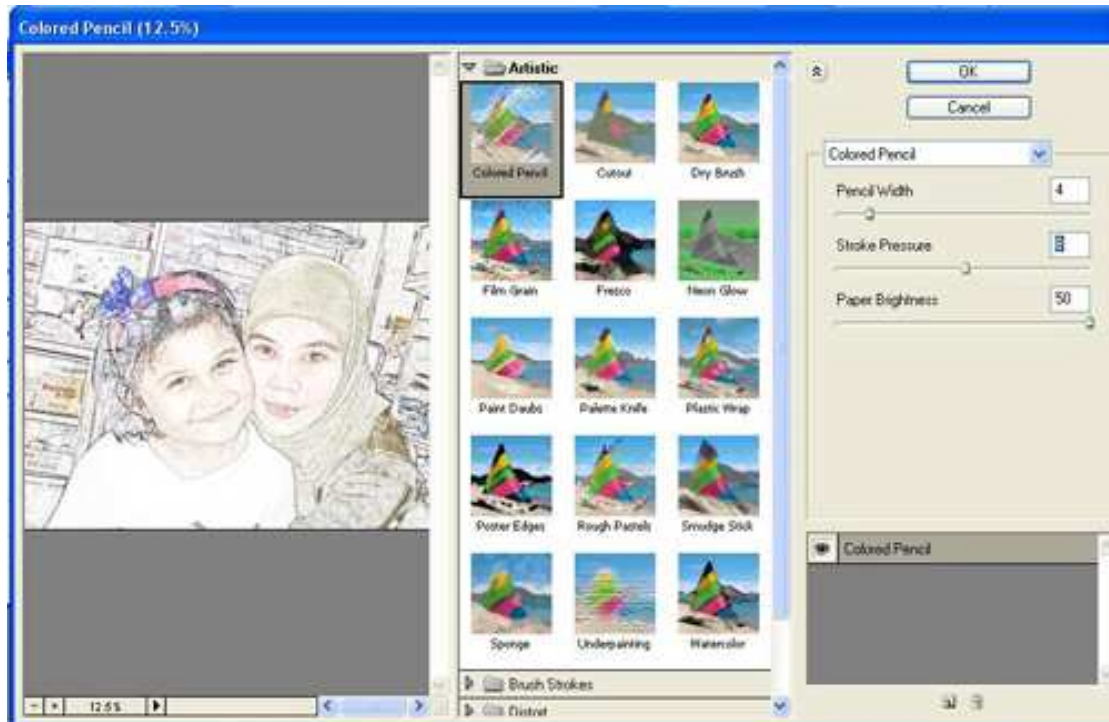 Colored Pencil (12.5%)
Artistic
Colored Pencil
Cutout
Dry Brush
Film Grain
Fresco
Neon Glow
Paint Daubs
Palette Knife
Plastic Wrap
Poster Edges
Rough Pastels
Smudge Stick
Sponge
Underpainting
Watercolor
Brush Strokes
Distort
12.5%
OK
Cancel
Colored Pencil
Pencil Width 4
Stroke Pressure
Paper Brightness 50
Colored Pencil